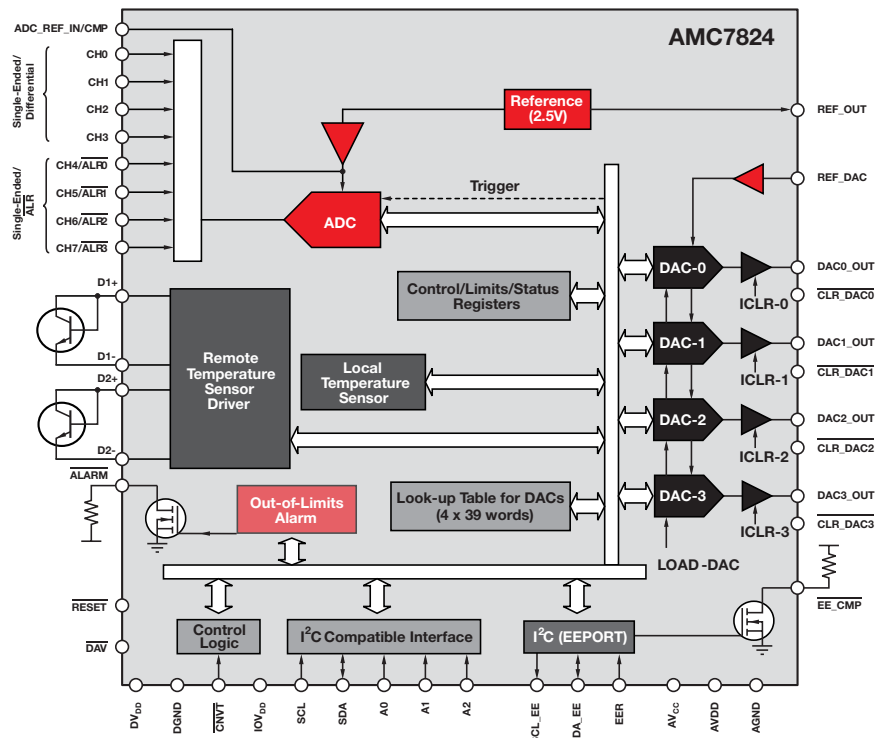 AMC7824
ADC_REF_IN/CMP
CH0
CH1
CH2
CH3
CH4/ALR0
CH5/ALR1
CH6/ALR2
CH7/ALR3
Single-Ended/
Differential
Single-Ended/
ALR
Reference
(2.5V)
REF_OUT
REF_DAC
Trigger
ADC
DAC-0
DAC0_OUT
ICLR-0
CLR_DAC0
Control/Limits/Status
Registers
D1+
D1-
D2+
D2-
Remote
Temperature
Sensor
Driver
Local
Temperature
Sensor
DAC-1
DAC1_OUT
ICLR-1
CLR_DAC1
DAC-2
DAC2_OUT
ICLR-2
CLR_DAC2
ALARM
Out-of-Limits
Alarm
Look-up Table for DACs
(4 x 39 words)
DAC-3
DAC3_OUT
ICLR-3
CLR_DAC3
LOAD-DAC
EE_CMP
RESET
DAV
Control
Logic
I²C Compatible Interface
I²C (EEPORT)
DVDD
DGND
CNVT
IOVDD
SCL
SDA
A0
A1
A2
EER
AVCC
AVDD
AGND